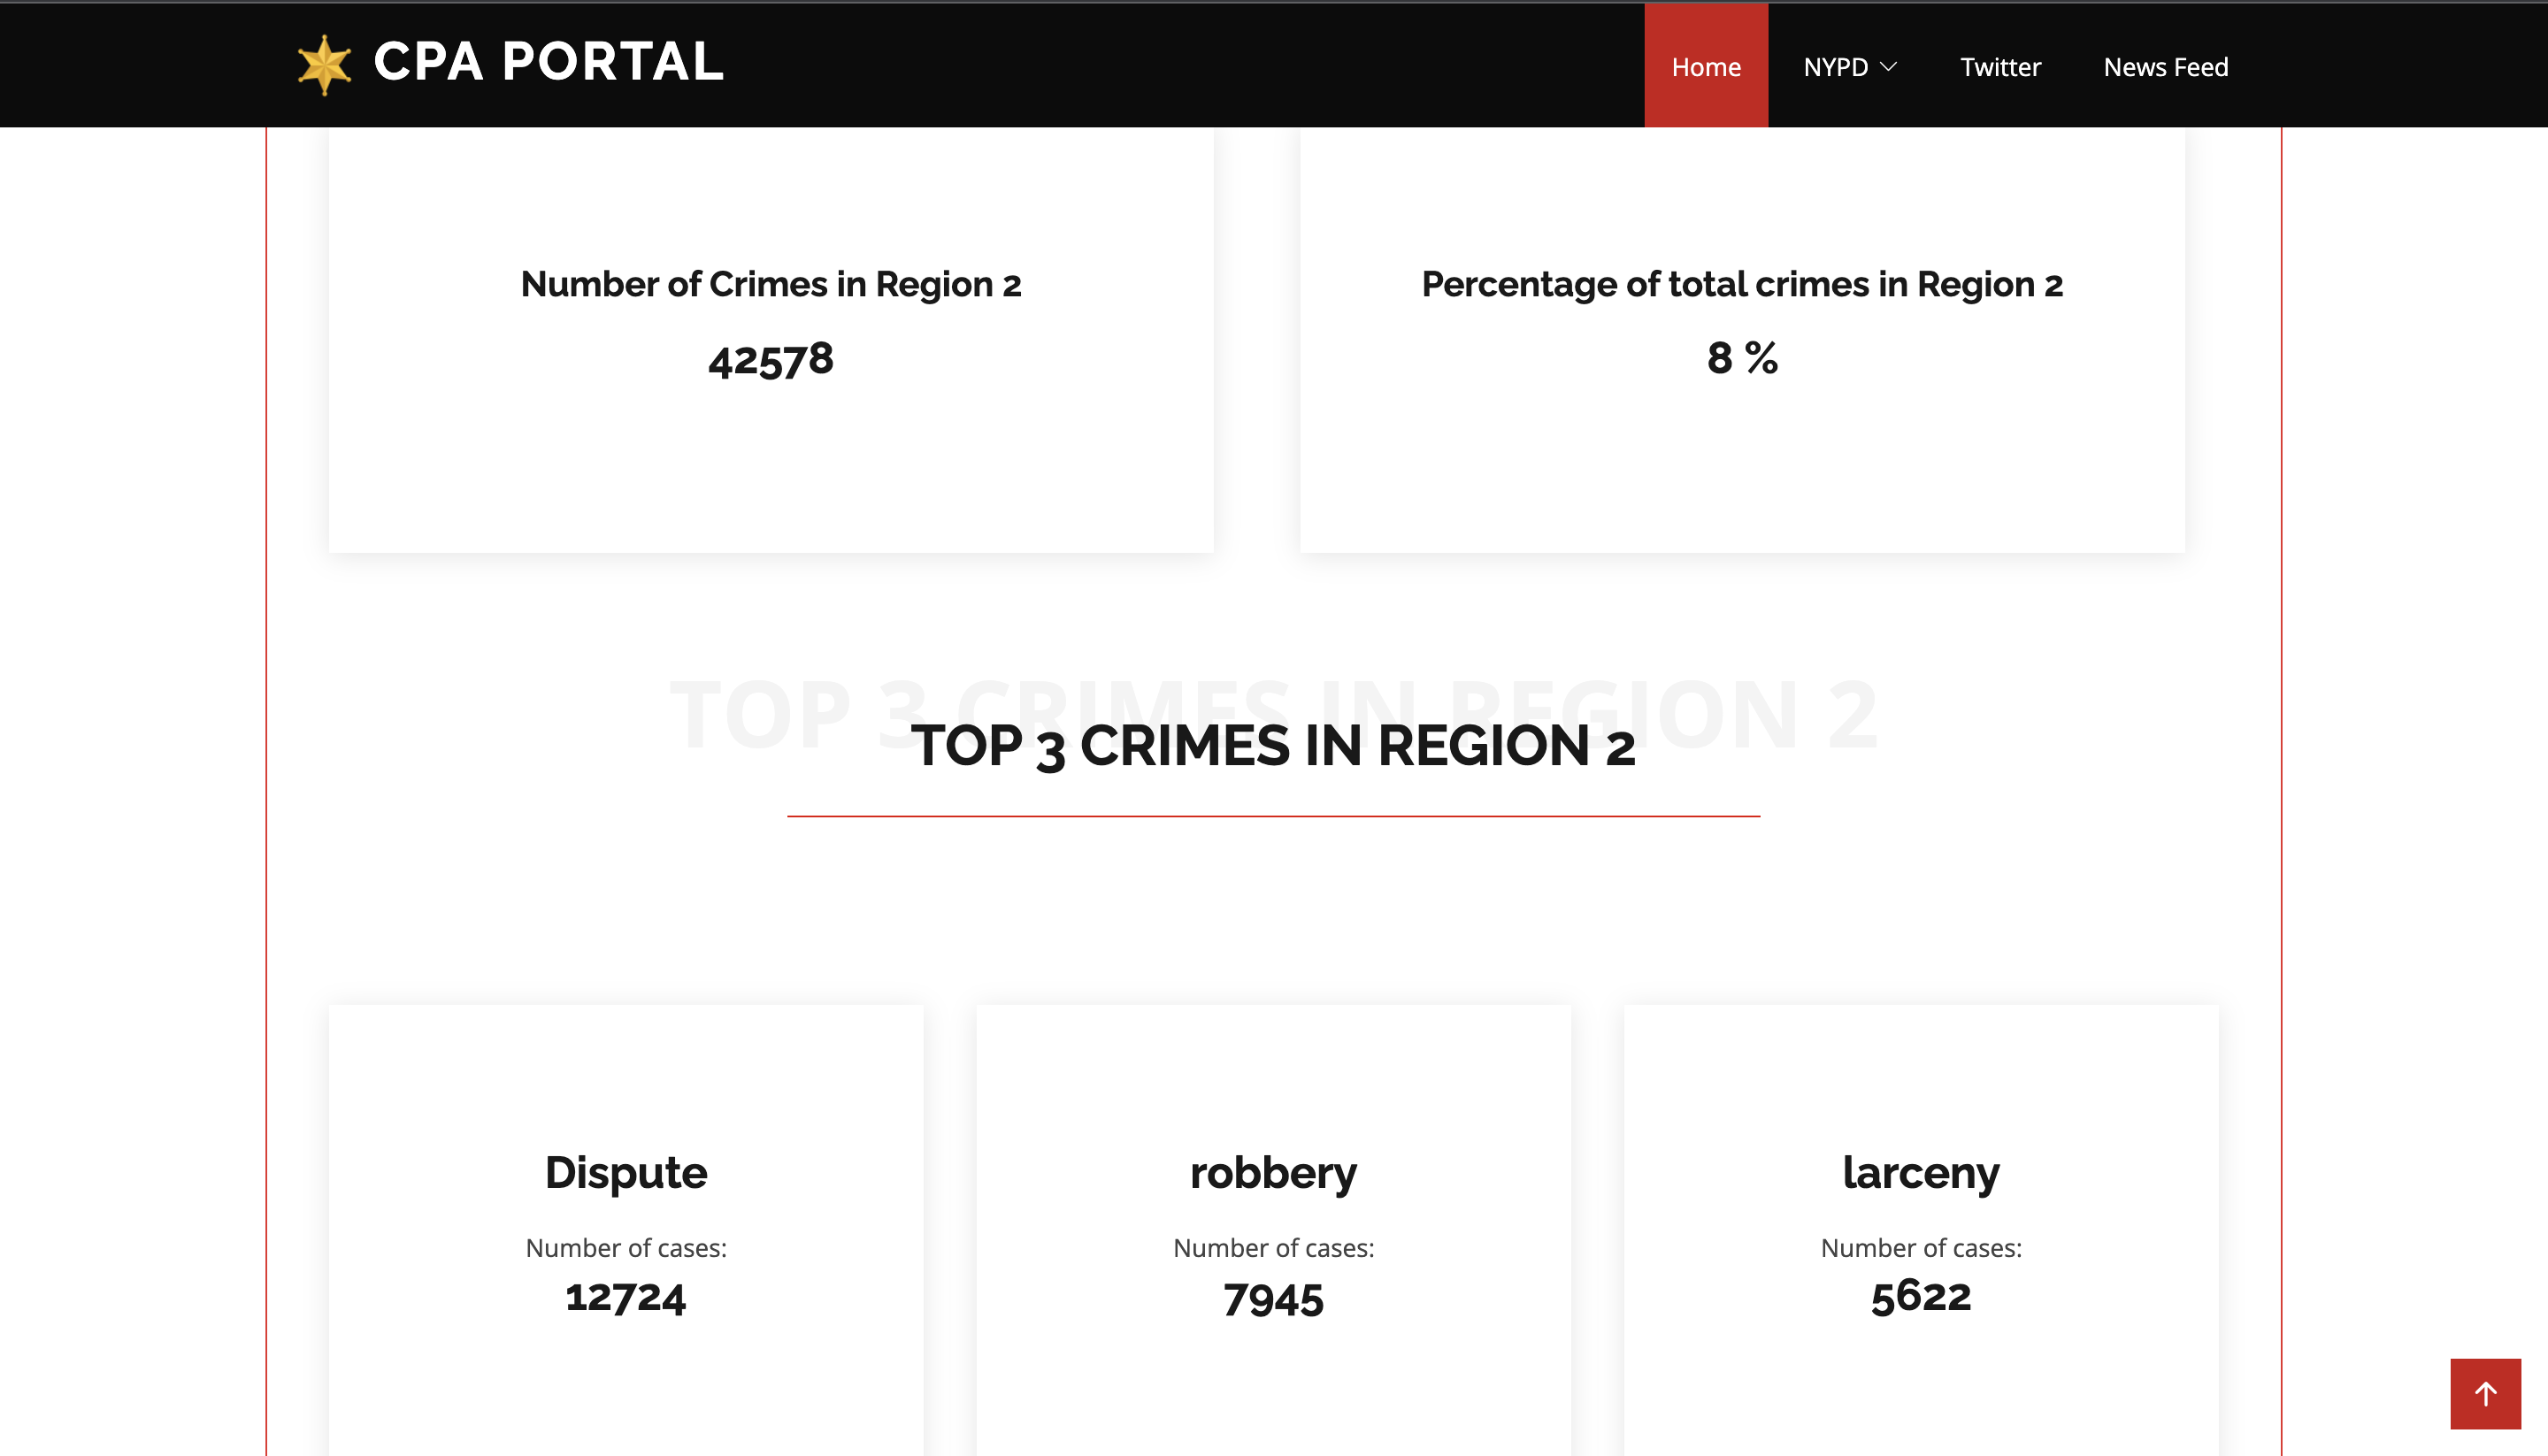 CPA PORTAL
Home NYPD Twitter News Feed
Number of Crimes in Region 2
42578
Percentage of total crimes in Region 2
8 %
TOP 3 CRIMES IN REGION 2
TOP 3 CRIMES IN REGION 2
Dispute
Number of cases:
12724
robbery
Number of cases:
7945
larceny
Number of cases:
5622